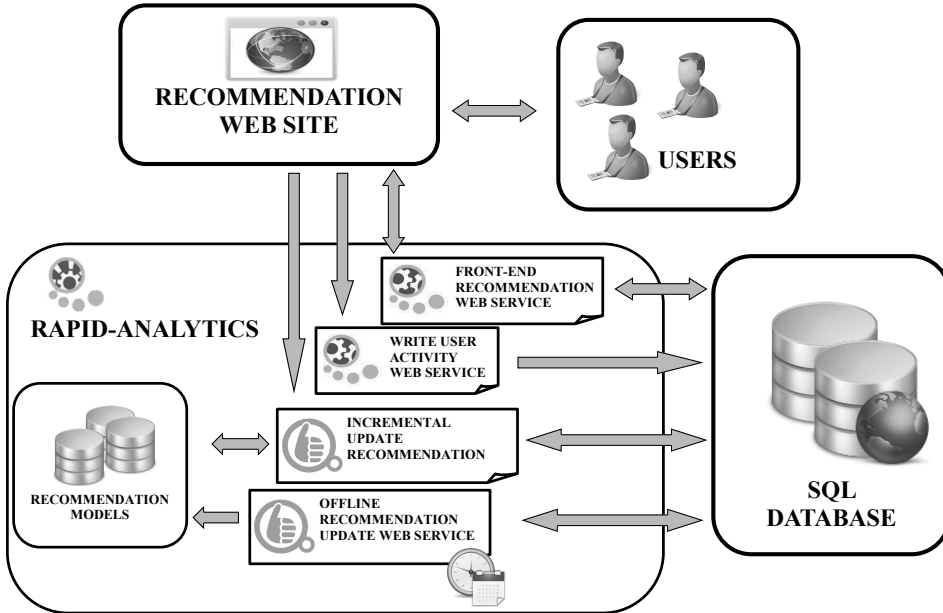 RECOMMENDATION
WEB SITE
USERS
RAPID-ANALYTICS
FRONT-END
RECOMMENDATION
WEB SERVICE
WRITE USER
ACTIVITY
WEB SERVICE
INCREMENTAL
UPDATE
RECOMMENDATION
OFFLINE
RECOMMENDATION
UPDATE WEB SERVICE
RECOMMENDATION
MODELS
SQL
DATABASE